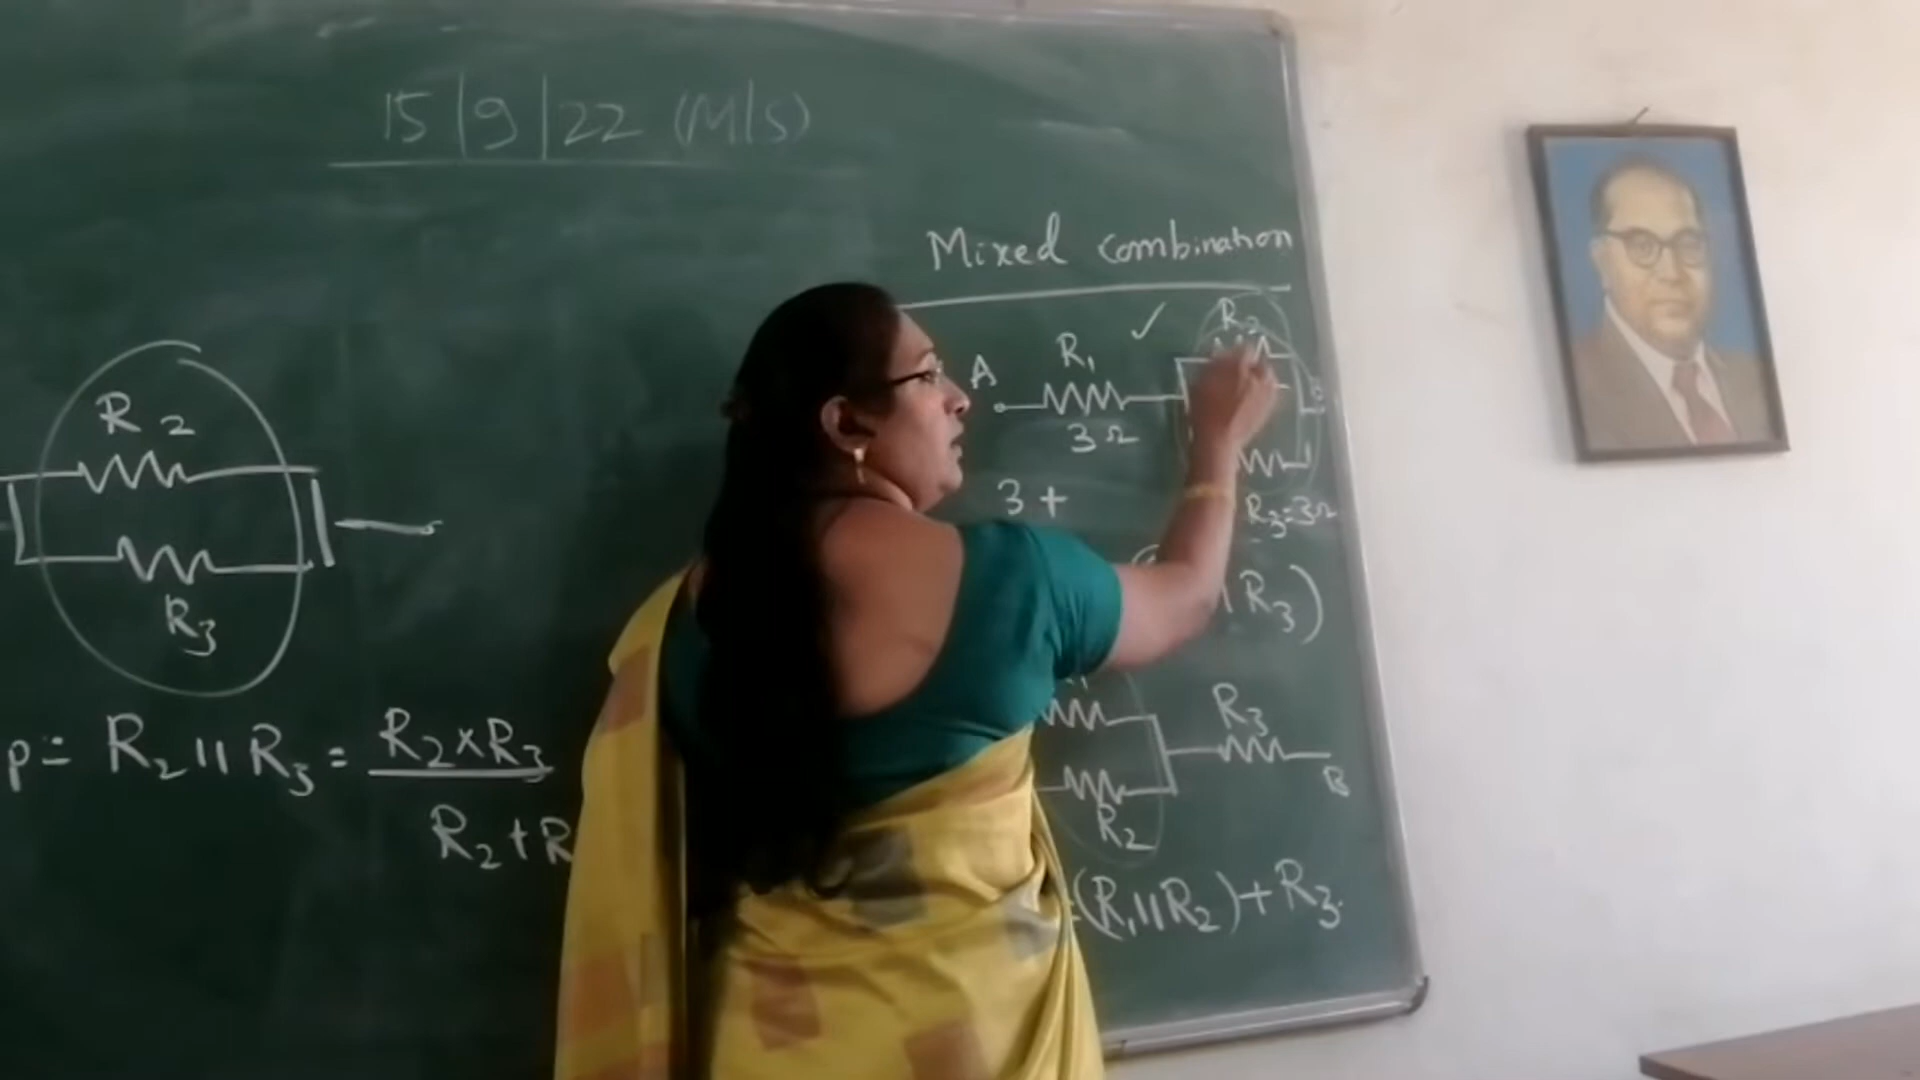 15|9|22 (M/s)
Mixed combination
R2
R3
p = R2 || R3 = R2 × R3
R2 + R
A R1 ✓ R2
3Ω
3 +
R3 = 3Ω
R3)
R3
B
R2
= (R1 || R2) + R3.